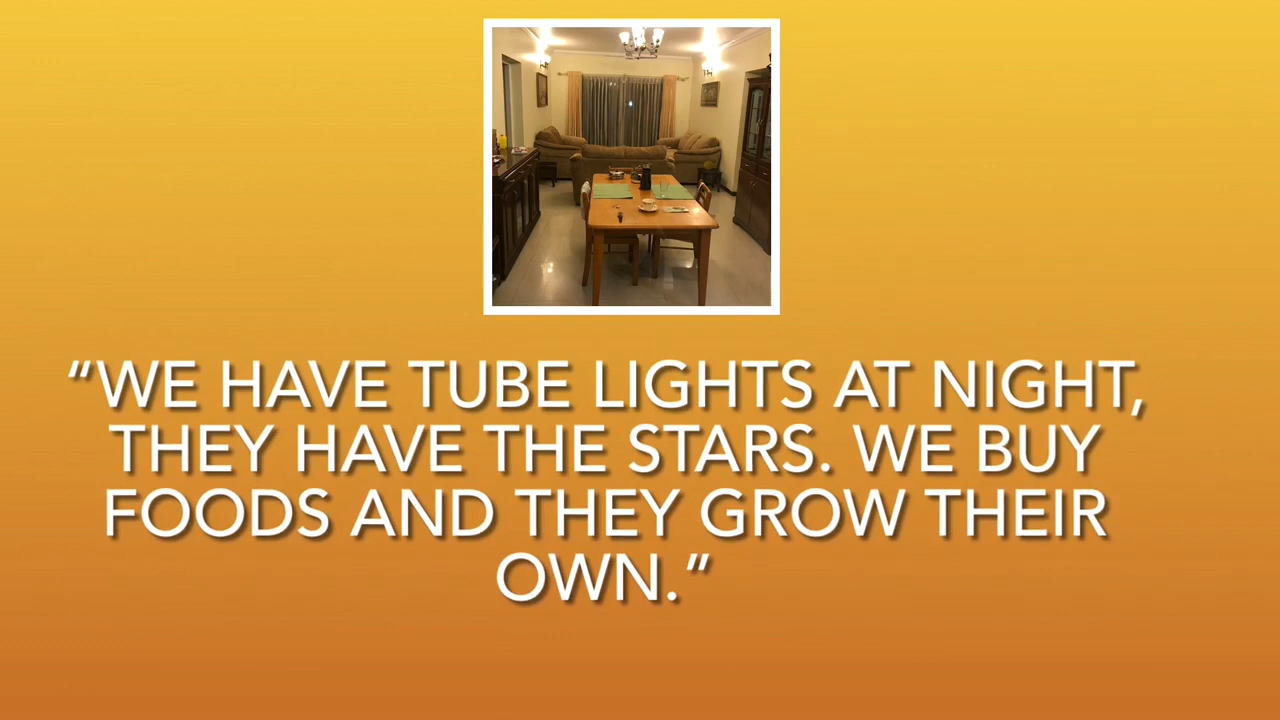 “WE HAVE TUBE LIGHTS AT NIGHT,
THEY HAVE THE STARS. WE BUY
FOODS AND THEY GROW THEIR
OWN.”